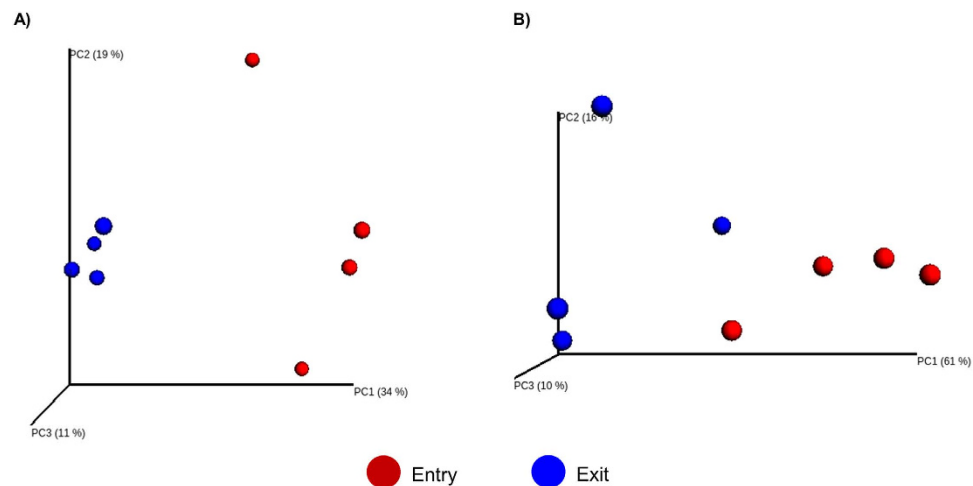 A)
B)
PC2 (19 %)
PC2 (16 %)
PC1 (34 %)
PC3 (11 %)
PC1 (61 %)
PC3 (10 %)
Entry
Exit